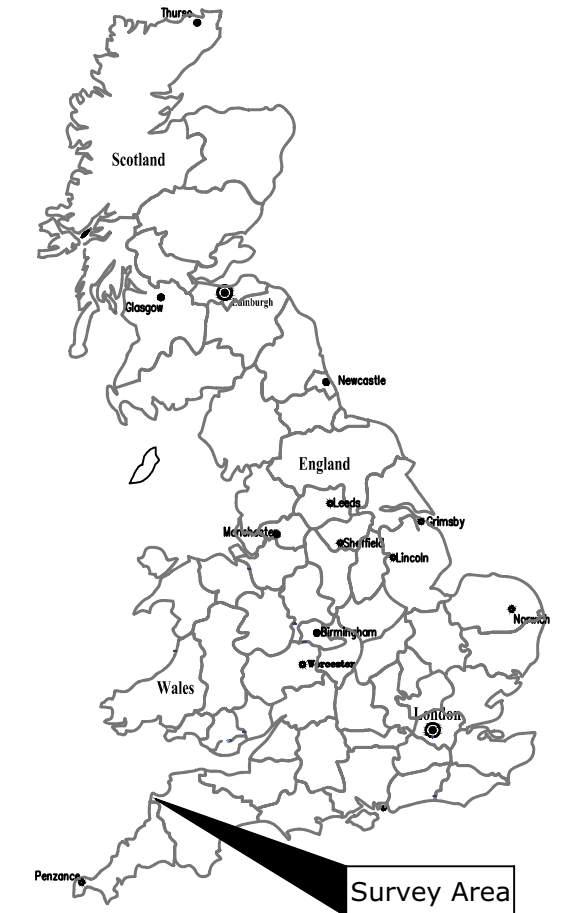 Thurso
Scotland
Edinburgh
Glasgow
Newcastle
England
Leeds
Grimsby
Manchester
Sheffield
Lincoln
Norwich
Birmingham
Worcester
Wales
London
Penzance
Survey Area